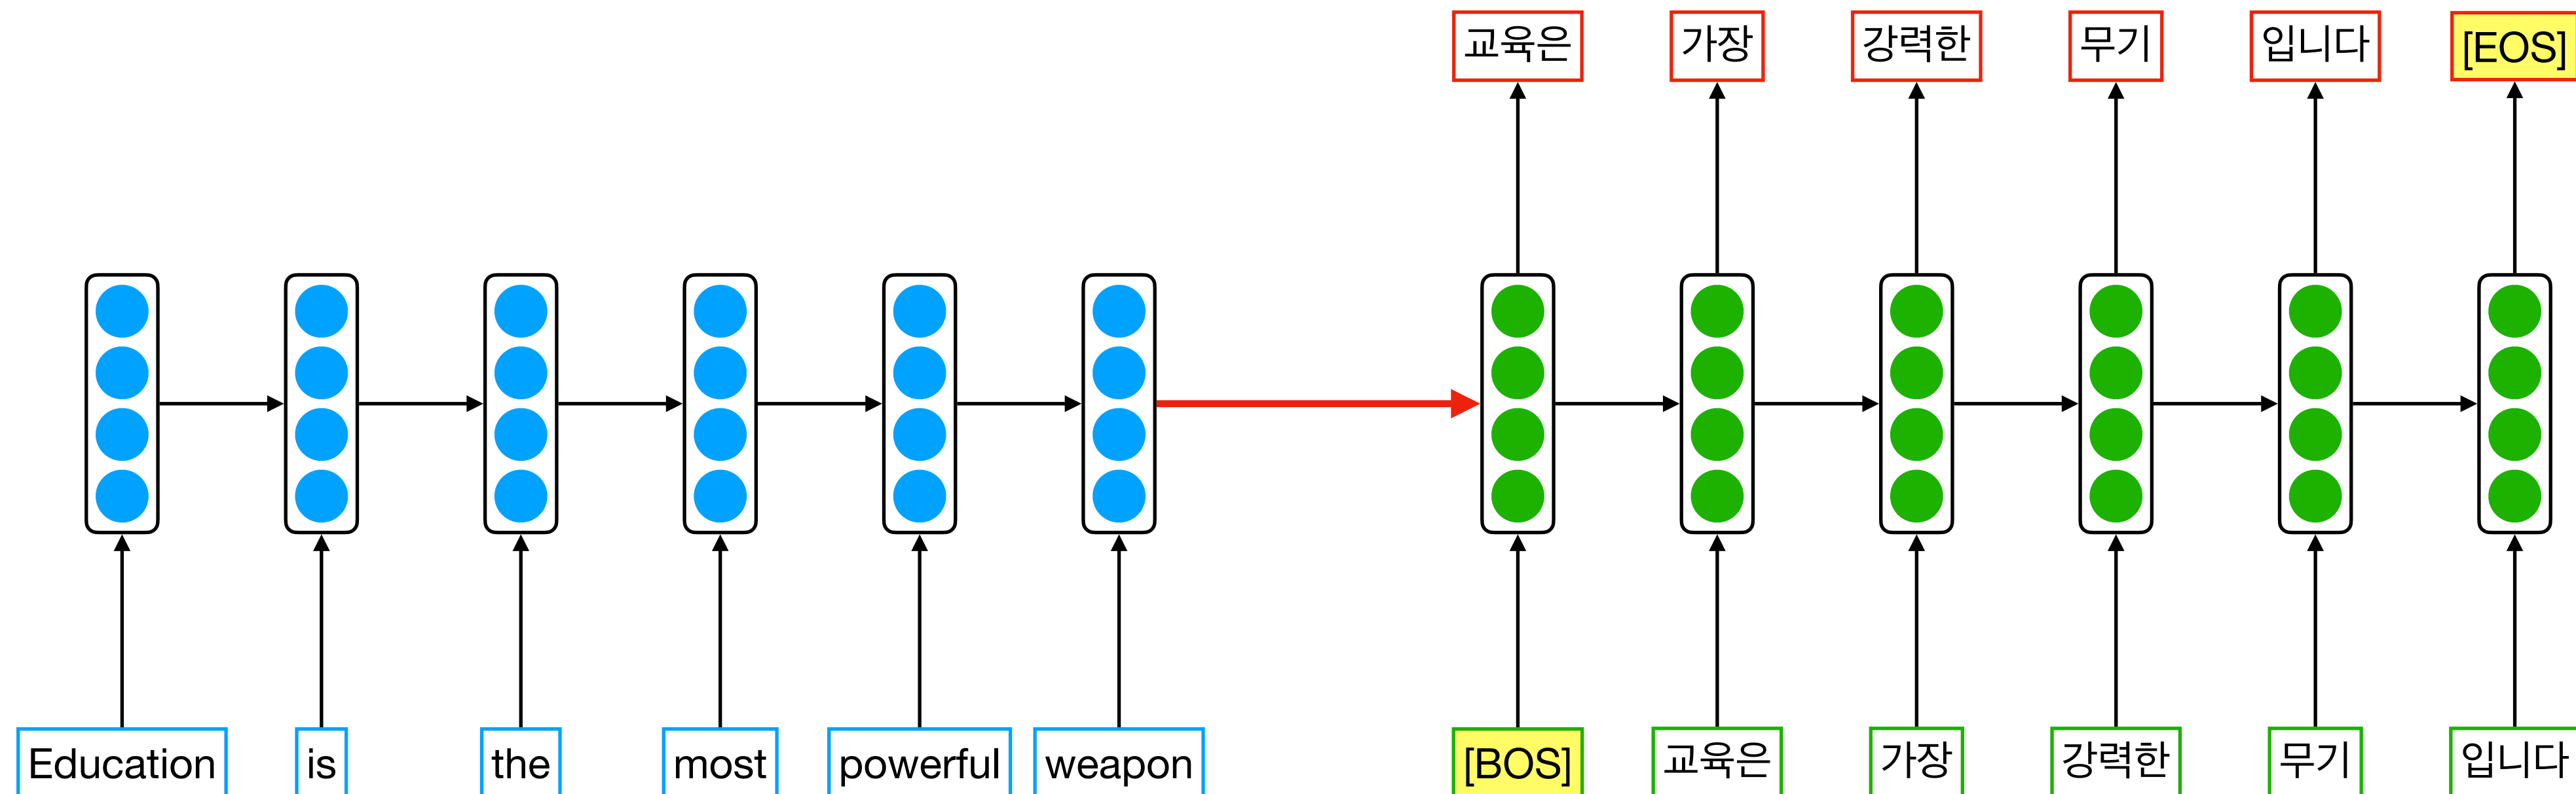 교육은 가장 강력한 무기 입니다 [EOS]
Education is the most powerful weapon [BOS] 교육은 가장 강력한 무기 입니다